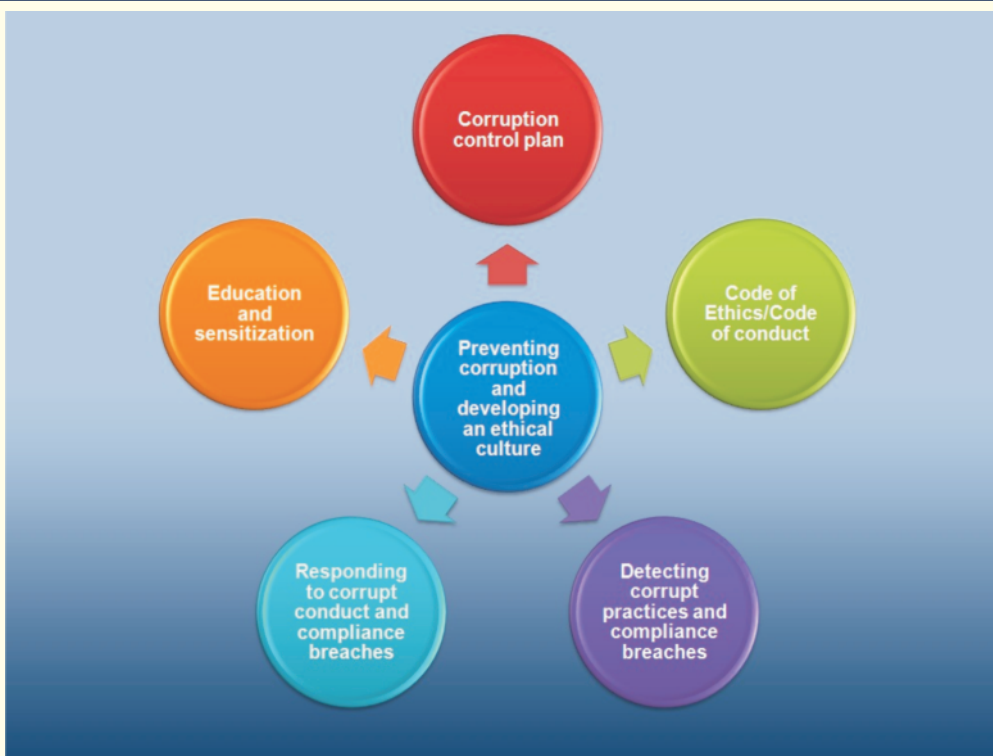 Corruption
control plan
Education
and
sensitization
Code of
Ethics/Code
of conduct
Preventing
corruption
and
developing
an ethical
culture
Responding
to corrupt
conduct and
compliance
breaches
Detecting
corrupt
practices and
compliance
breaches